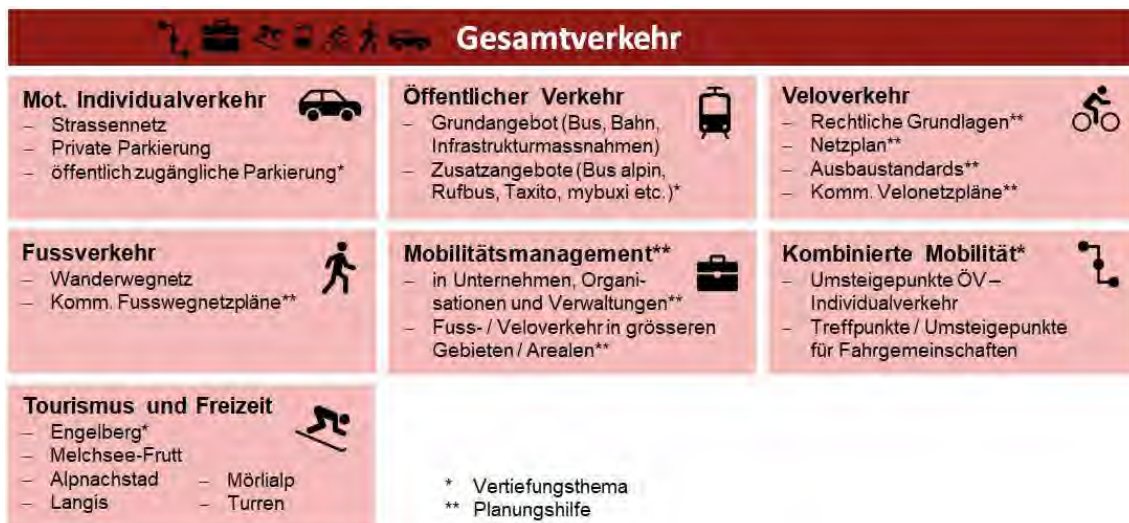 Gesamtverkehr
Mot. Individualverkehr
– Strassennetz
– Private Parkierung
– öffentlich zugängliche Parkierung*
Öffentlicher Verkehr
– Grundangebot (Bus, Bahn,
Infrastrukturmassnahmen)
– Zusatzangebote (Bus alpin,
Rufbus, Taxito, mybuxi etc.)*
Veloverkehr
– Rechtliche Grundlagen**
– Netzplan**
– Ausbaustandards**
– Komm. Velonetzpläne**
Fussverkehr
– Wanderwegnetz
– Komm. Fusswegnetzpläne**
Mobilitätsmanagement**
– in Unternehmen, Organi-
sationen und Verwaltungen**
– Fuss- / Veloverkehr in grösseren
Gebieten / Arealen**
Kombinierte Mobilität*
– Umsteigepunkte ÖV –
Individualverkehr
– Treffpunkte / Umsteigepunkte
für Fahrgemeinschaften
Tourismus und Freizeit
– Engelberg*
– Melchsee-Frutt
– Alpnachstad – Mörlialp
– Langis – Turren
* Vertiefungsthema
** Planungshilfe